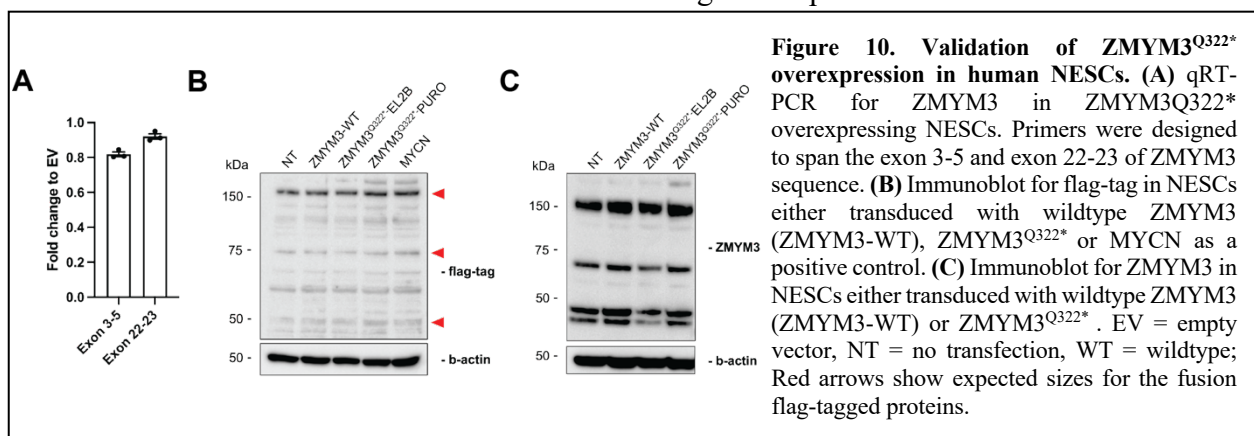 A
Fold change to EV
1.0
0.8
0.6
0.4
0.2
0.0
Exon 3-5
Exon 22-23
B
NT
ZMYM3-WT
ZMYM3Q322*-EL2B
ZMYM3Q322*-PURO
MYCN
kDa
150 -
75 -
- flag-tag
50 -
50 -
- b-actin
C
NT
ZMYM3-WT
ZMYM3Q322*-EL2B
ZMYM3Q322*-PURO
kDa
150 -
75 -
- ZMYM3
50 -
50 -
- b-actin
Figure 10. Validation of ZMYM3Q322*
overexpression in human NESCs. (A) qRT-
PCR for ZMYM3 in ZMYM3Q322*
overexpressing NESCs. Primers were designed
to span the exon 3-5 and exon 22-23 of ZMYM3
sequence. (B) Immunoblot for flag-tag in NESCs
either transduced with wildtype ZMYM3
(ZMYM3-WT), ZMYM3Q322* or MYCN as a
positive control. (C) Immunoblot for ZMYM3 in
NESCs either transduced with wildtype ZMYM3
(ZMYM3-WT) or ZMYM3Q322* . EV = empty
vector, NT = no transfection, WT = wildtype;
Red arrows show expected sizes for the fusion
flag-tagged proteins.